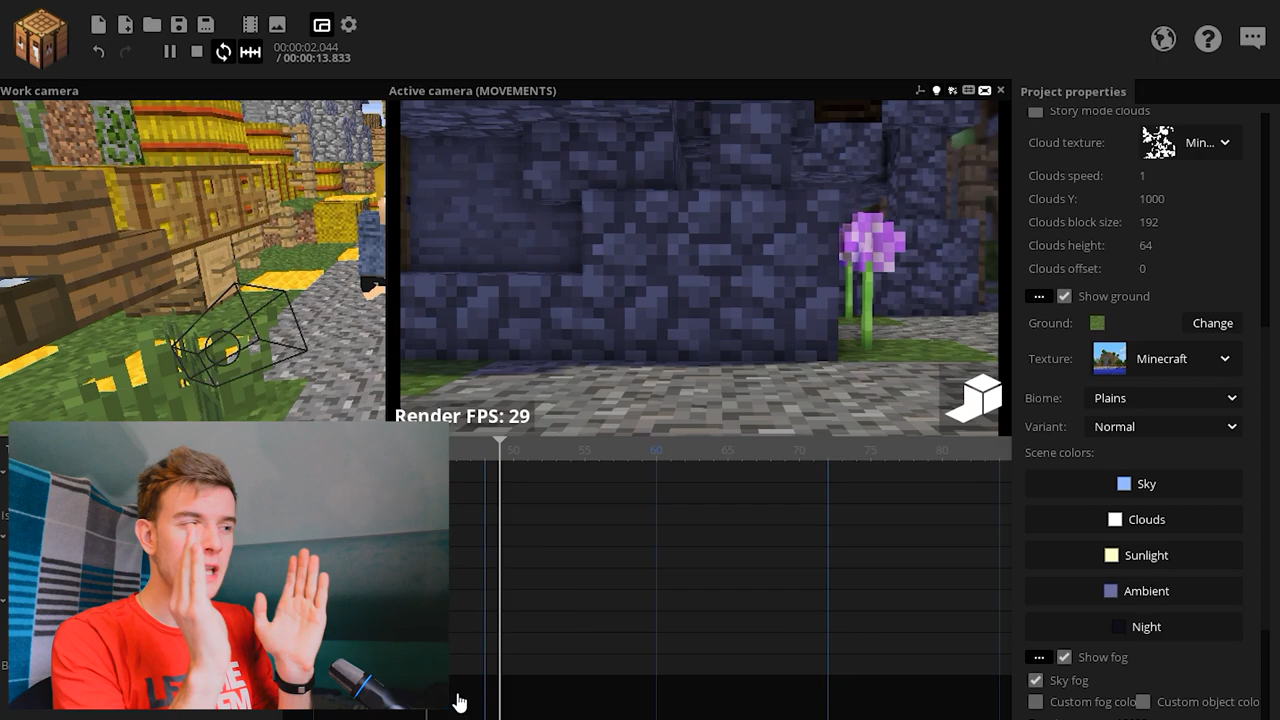 00:00:02.044
/ 00:00:13.833
Work camera
Active camera (MOVEMENTS)
Project properties
Story mode clouds
Cloud texture: Min...
Clouds speed: 1
Clouds Y: 1000
Clouds block size: 192
Clouds height: 64
Clouds offset: 0
Show ground
Ground: Change
Texture: Minecraft
Biome: Plains
Variant: Normal
Scene colors:
Sky
Clouds
Sunlight
Ambient
Night
Show fog
Sky fog
Custom fog colo Custom object colo
Render FPS: 29
50 55 60 65 70 75 80